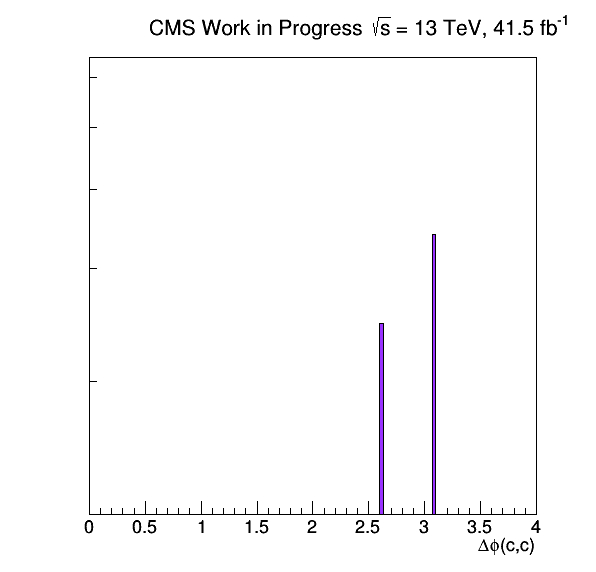 CMS Work in Progress √s = 13 TeV, 41.5 fb⁻¹
0 0.5 1 1.5 2 2.5 3 3.5 4
Δϕ(c,c)